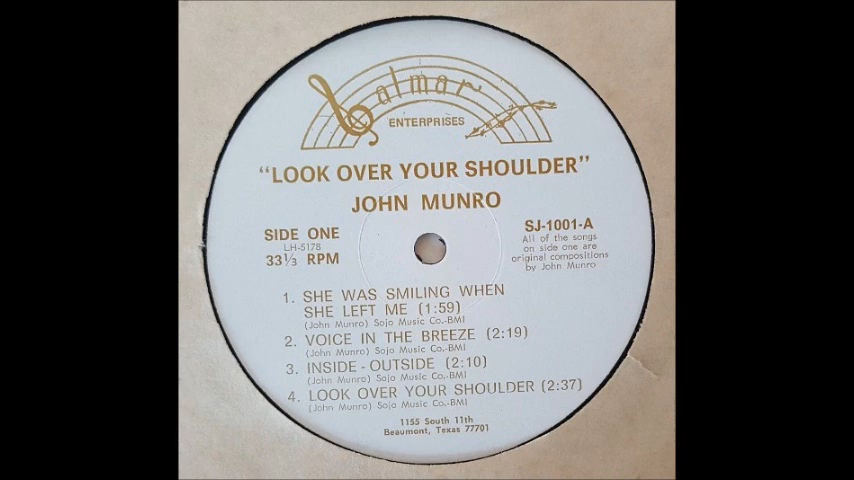 Balmar
ENTERPRISES
"LOOK OVER YOUR SHOULDER"
JOHN MUNRO
SIDE ONE
LH-5178
33⅓ RPM
SJ-1001-A
All of the songs
on side one are
original compositions
by John Munro
1. SHE WAS SMILING WHEN
SHE LEFT ME (1:59)
(John Munro) Sojo Music Co.-BMI
2. VOICE IN THE BREEZE (2:19)
(John Munro) Sojo Music Co.-BMI
3. INSIDE - OUTSIDE (2:10)
(John Munro) Sojo Music Co.-BMI
4. LOOK OVER YOUR SHOULDER (2:37)
(John Munro) Sojo Music Co.-BMI
1155 South 11th
Beaumont, Texas 77701